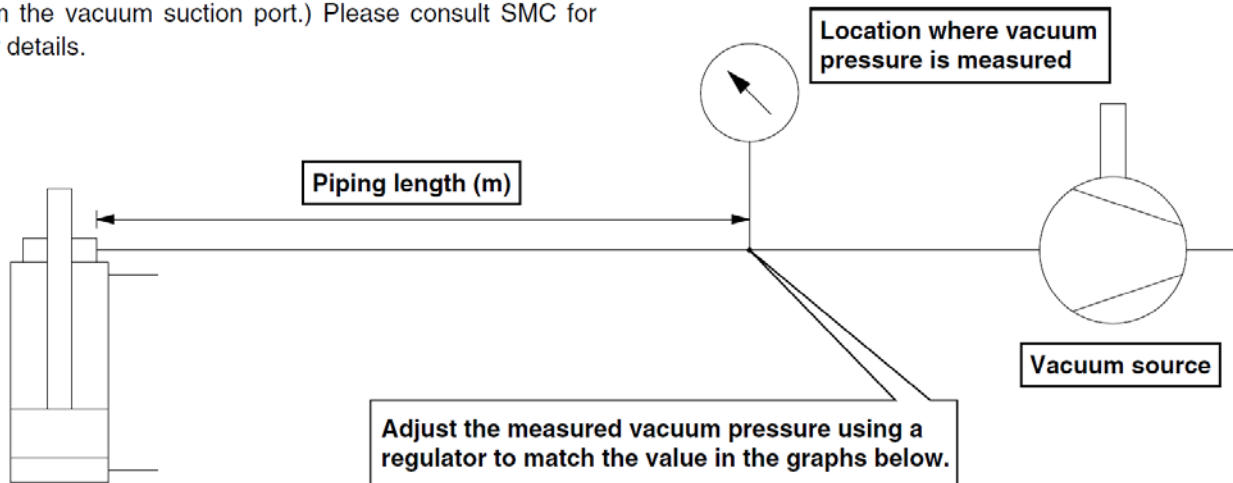 the vacuum suction port.) Please consult SMC for
details.
Location where vacuum
pressure is measured
Piping length (m)
Vacuum source
Adjust the measured vacuum pressure using a
regulator to match the value in the graphs below.